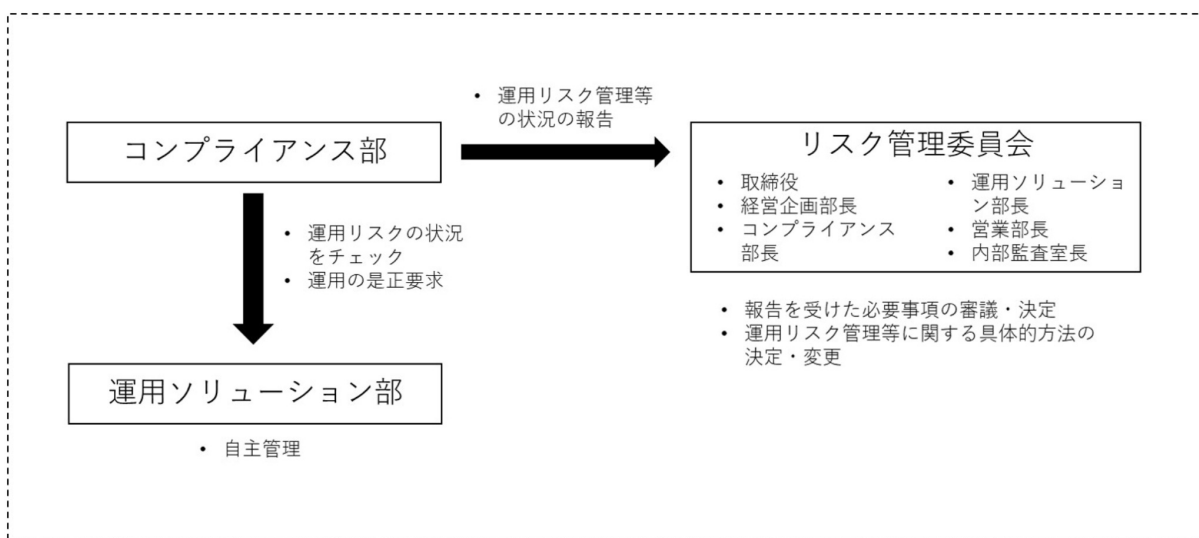 • 運用リスク管理等
の状況の報告
コンプライアンス部
リスク管理委員会
• 取締役
• 経営企画部長
• コンプライアンス
部長
• 運用ソリューショ
ン部長
• 営業部長
• 内部監査室長
• 運用リスクの状況
をチェック
• 運用の是正要求
• 報告を受けた必要事項の審議・決定
• 運用リスク管理等に関する具体的方法の
決定・変更
運用ソリューション部
• 自主管理